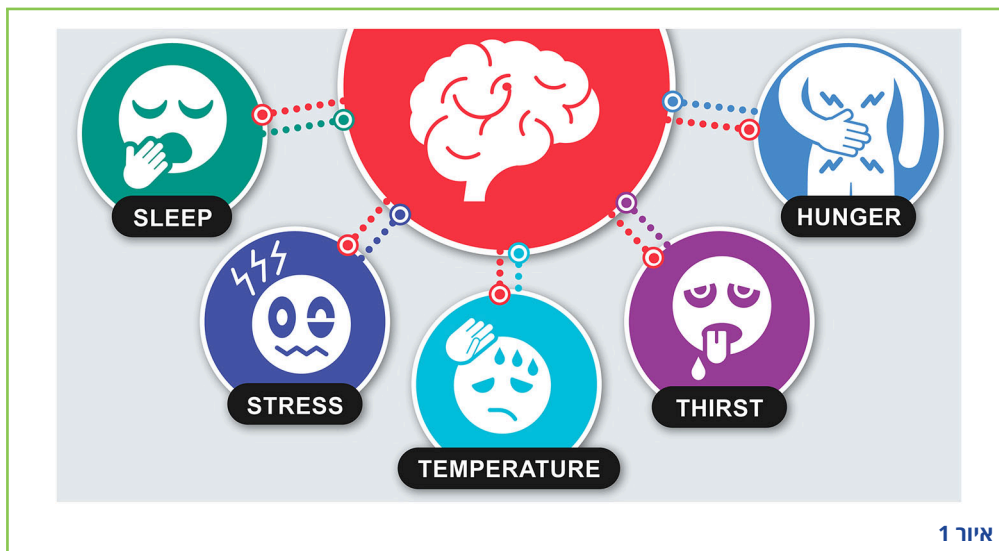 SLEEP
HUNGER
STRESS
THIRST
TEMPERATURE
איור 1